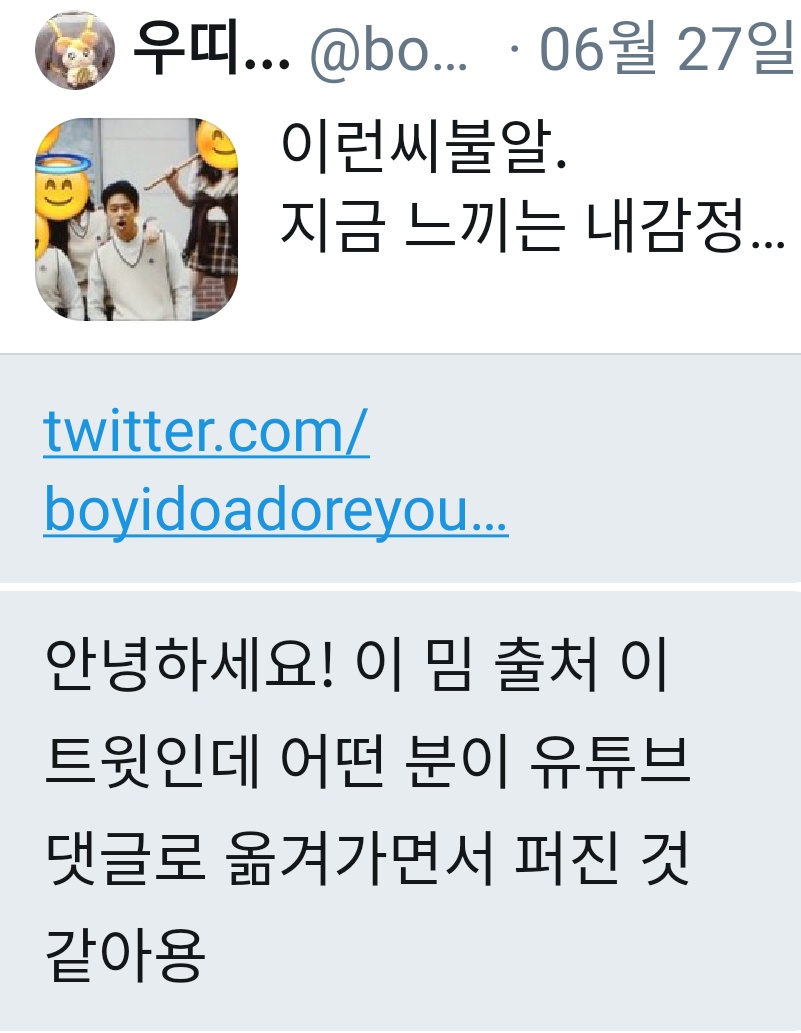 우띠... @bo... · 06월 27일
이런씨불알.
지금 느끼는 내감정...
twitter.com/
boyidoadoreyou...
안녕하세요! 이 밈 출처 이
트윗인데 어떤 분이 유튜브
댓글로 옮겨가면서 퍼진 것
같아용